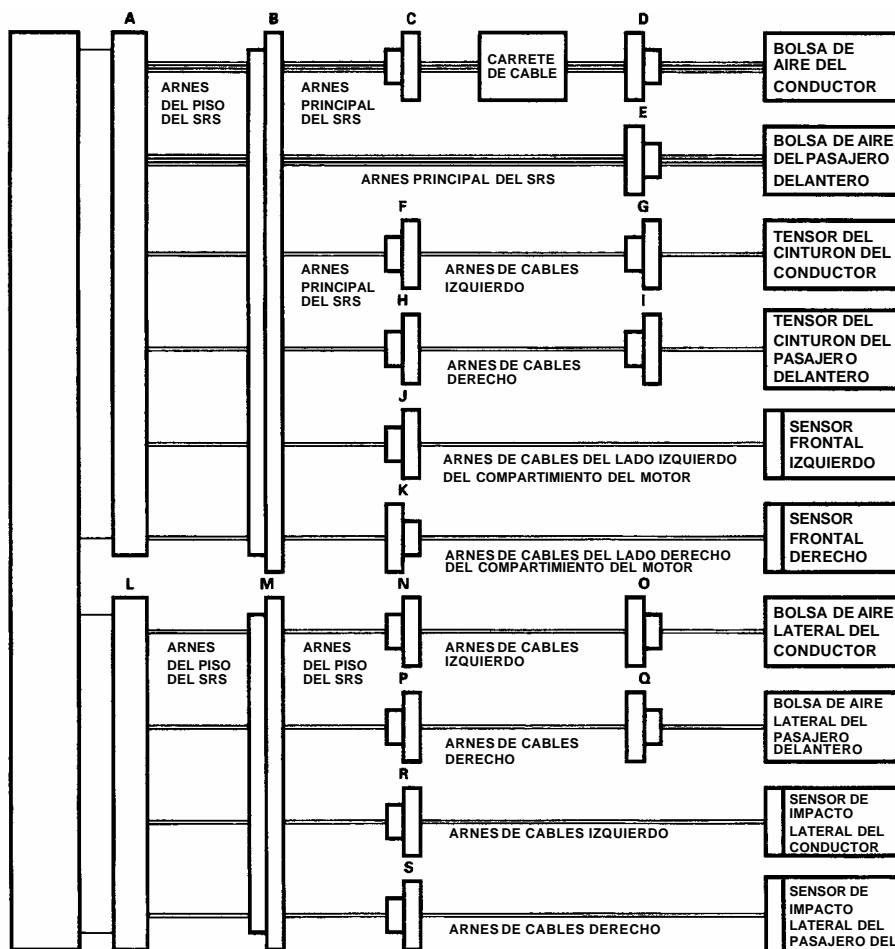 A B C D
CARRETE
DE CABLE
BOLSA DE
AIRE DEL
CONDUCTOR
ARNES
DEL PISO
DEL SRS
ARNES
PRINCIPAL
DEL SRS
E
BOLSA DE AIRE
DEL PASAJERO
DELANTERO
ARNES PRINCIPAL DEL SRS
F G
TENSOR DEL
CINTURON DEL
CONDUCTOR
ARNES
PRINCIPAL
DEL SRS
ARNES DE CABLES
IZQUIERDO
H I
TENSOR DEL
CINTURON DEL
PASAJERO
DELANTERO
ARNES DE CABLES
DERECHO
J
SENSOR
FRONTAL
IZQUIERDO
ARNES DE CABLES DEL LADO IZQUIERDO
DEL COMPARTIMIENTO DEL MOTOR
K
SENSOR
FRONTAL
DERECHO
ARNES DE CABLES DEL LADO DERECHO
DEL COMPARTIMIENTO DEL MOTOR
L M N O
BOLSA DE AIRE
LATERAL DEL
CONDUCTOR
ARNES
DEL PISO
DEL SRS
ARNES
DEL PISO
DEL SRS
ARNES DE CABLES
IZQUIERDO
P Q
BOLSA DE AIRE
LATERAL DEL
PASAJERO
DELANTERO
ARNES DE CABLES
DERECHO
R
SENSOR DE
IMPACTO
LATERAL DEL
CONDUCTOR
ARNES DE CABLES IZQUIERDO
S
SENSOR DE
IMPACTO
LATERAL DEL
PASAJERO DEL
ARNES DE CABLES DERECHO